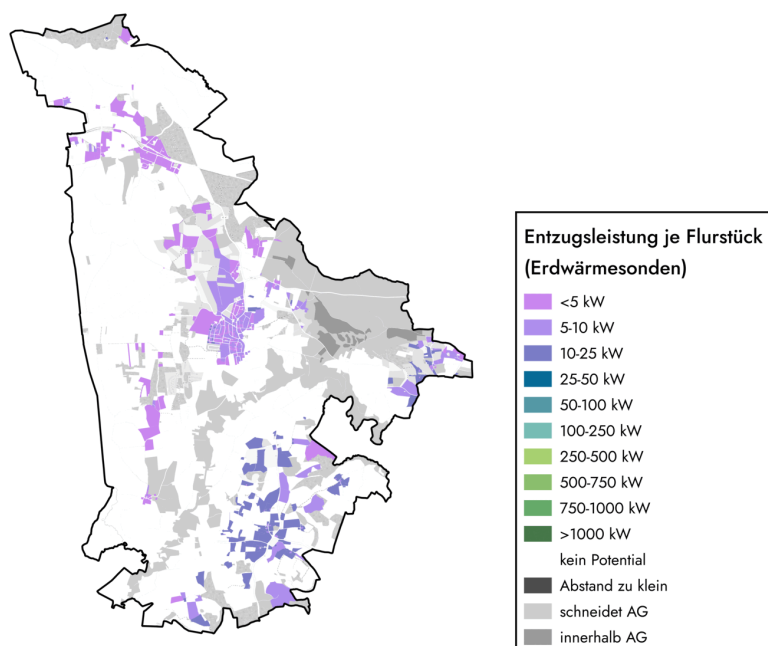 Entzugsleistung je Flurstück
(Erdwärmesonden)
<5 kW
5-10 kW
10-25 kW
25-50 kW
50-100 kW
100-250 kW
250-500 kW
500-750 kW
750-1000 kW
>1000 kW
kein Potential
Abstand zu klein
schneidet AG
innerhalb AG